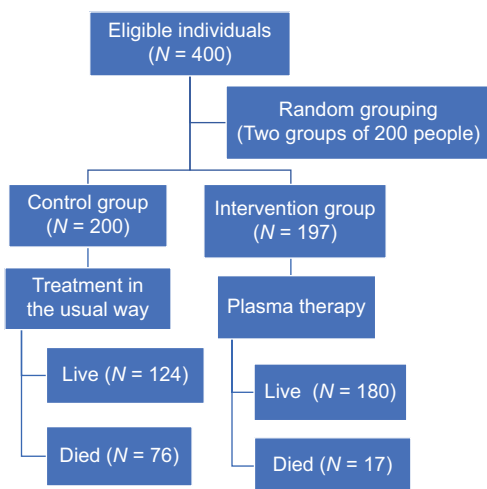 Eligible individuals
(N = 400)
Random grouping
(Two groups of 200 people)
Control group
(N = 200)
Intervention group
(N = 197)
Treatment in
the usual way
Plasma therapy
Live (N = 124)
Live (N = 180)
Died (N = 76)
Died (N = 17)